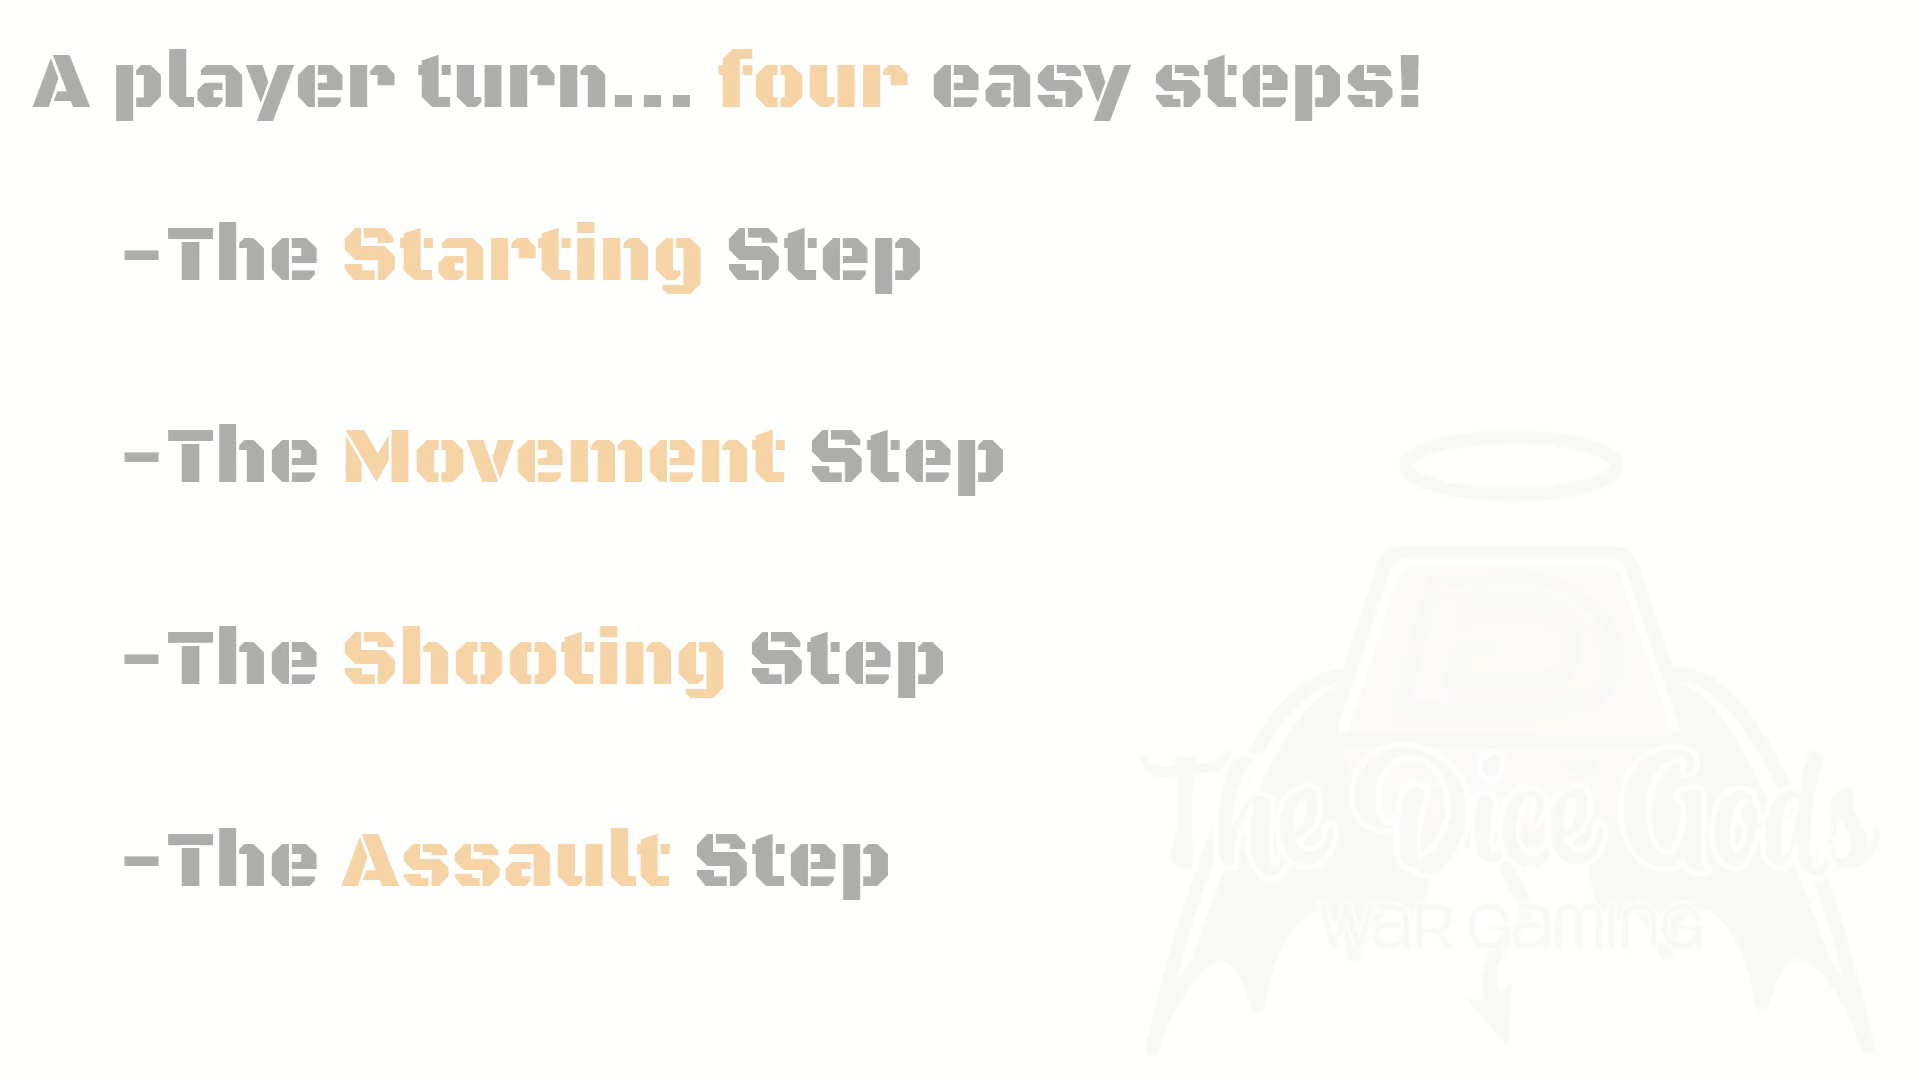 A player turn... four easy steps!
-The Starting Step
-The Movement Step
-The Shooting Step
-The Assault Step
D
The Dice Gods
WAR GAMING